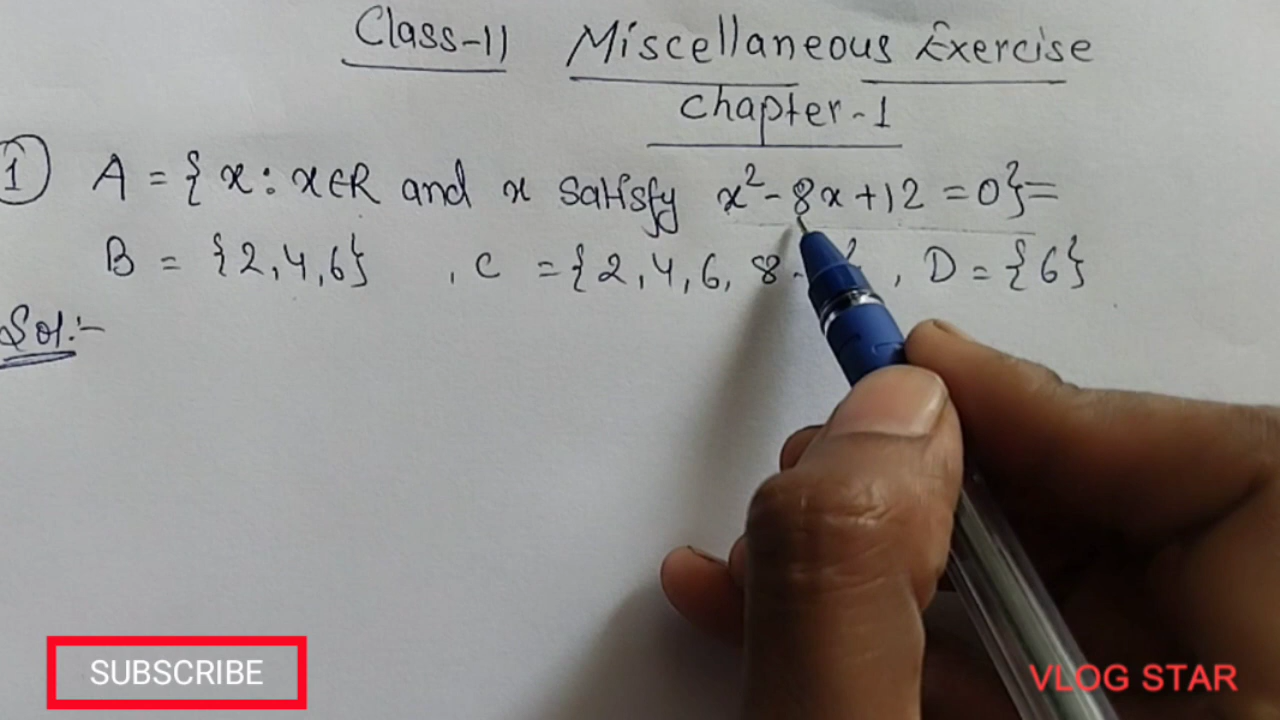 Class-11 Miscellaneous Exercise
Chapter-1
1 A = {x : x∈R and x satisfy x²-8x+12 =0}=
B = {2,4,6} , C = {2,4,6, 8 , D = {6}
Sol:-
SUBSCRIBE
VLOG STAR